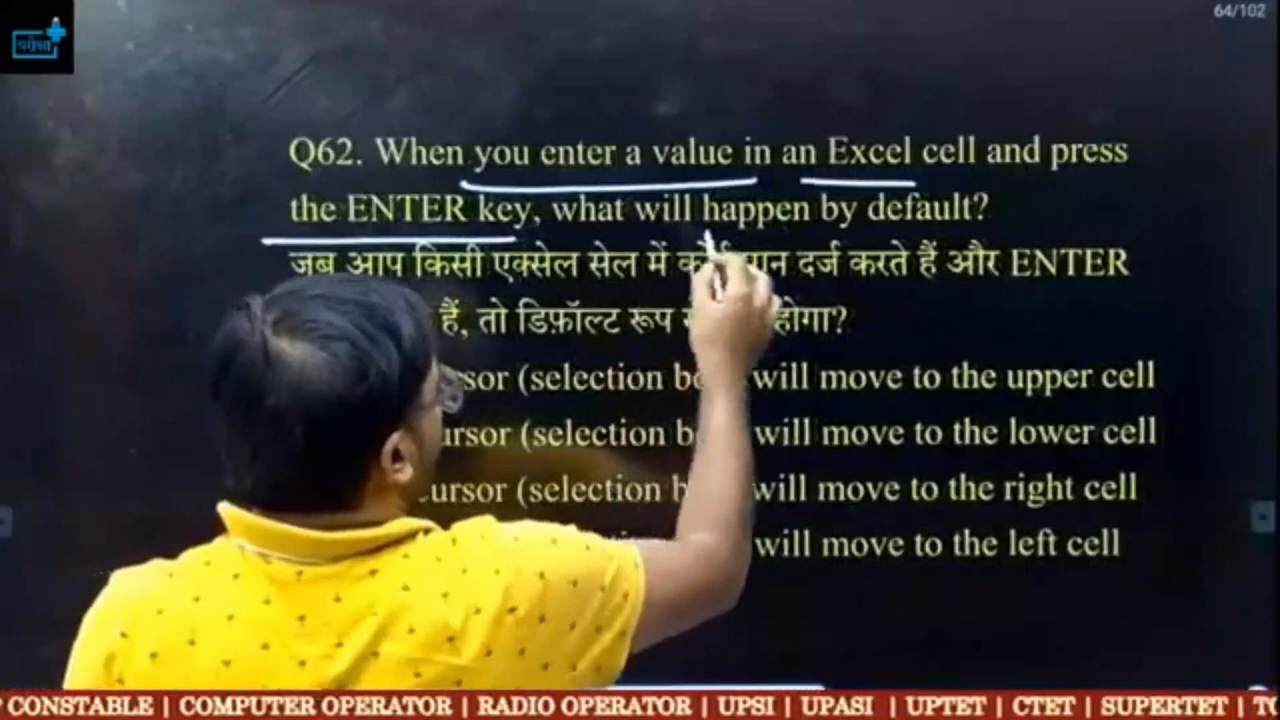 64/102
परीक्षा
Q62. When you enter a value in an Excel cell and press
the ENTER key, what will happen by default?
जब आप किसी एक्सेल सेल में मान दर्ज करते हैं और ENTER
हैं, तो डिफ़ॉल्ट रूप होगा?
(selection will move to the upper cell
(selection will move to the lower cell
cursor (selection will move to the right cell
will move to the left cell
CONSTABLE | COMPUTER OPERATOR | RADIO OPERATOR | UPSI | UPASI | UPTET | CTET | SUPERTET |